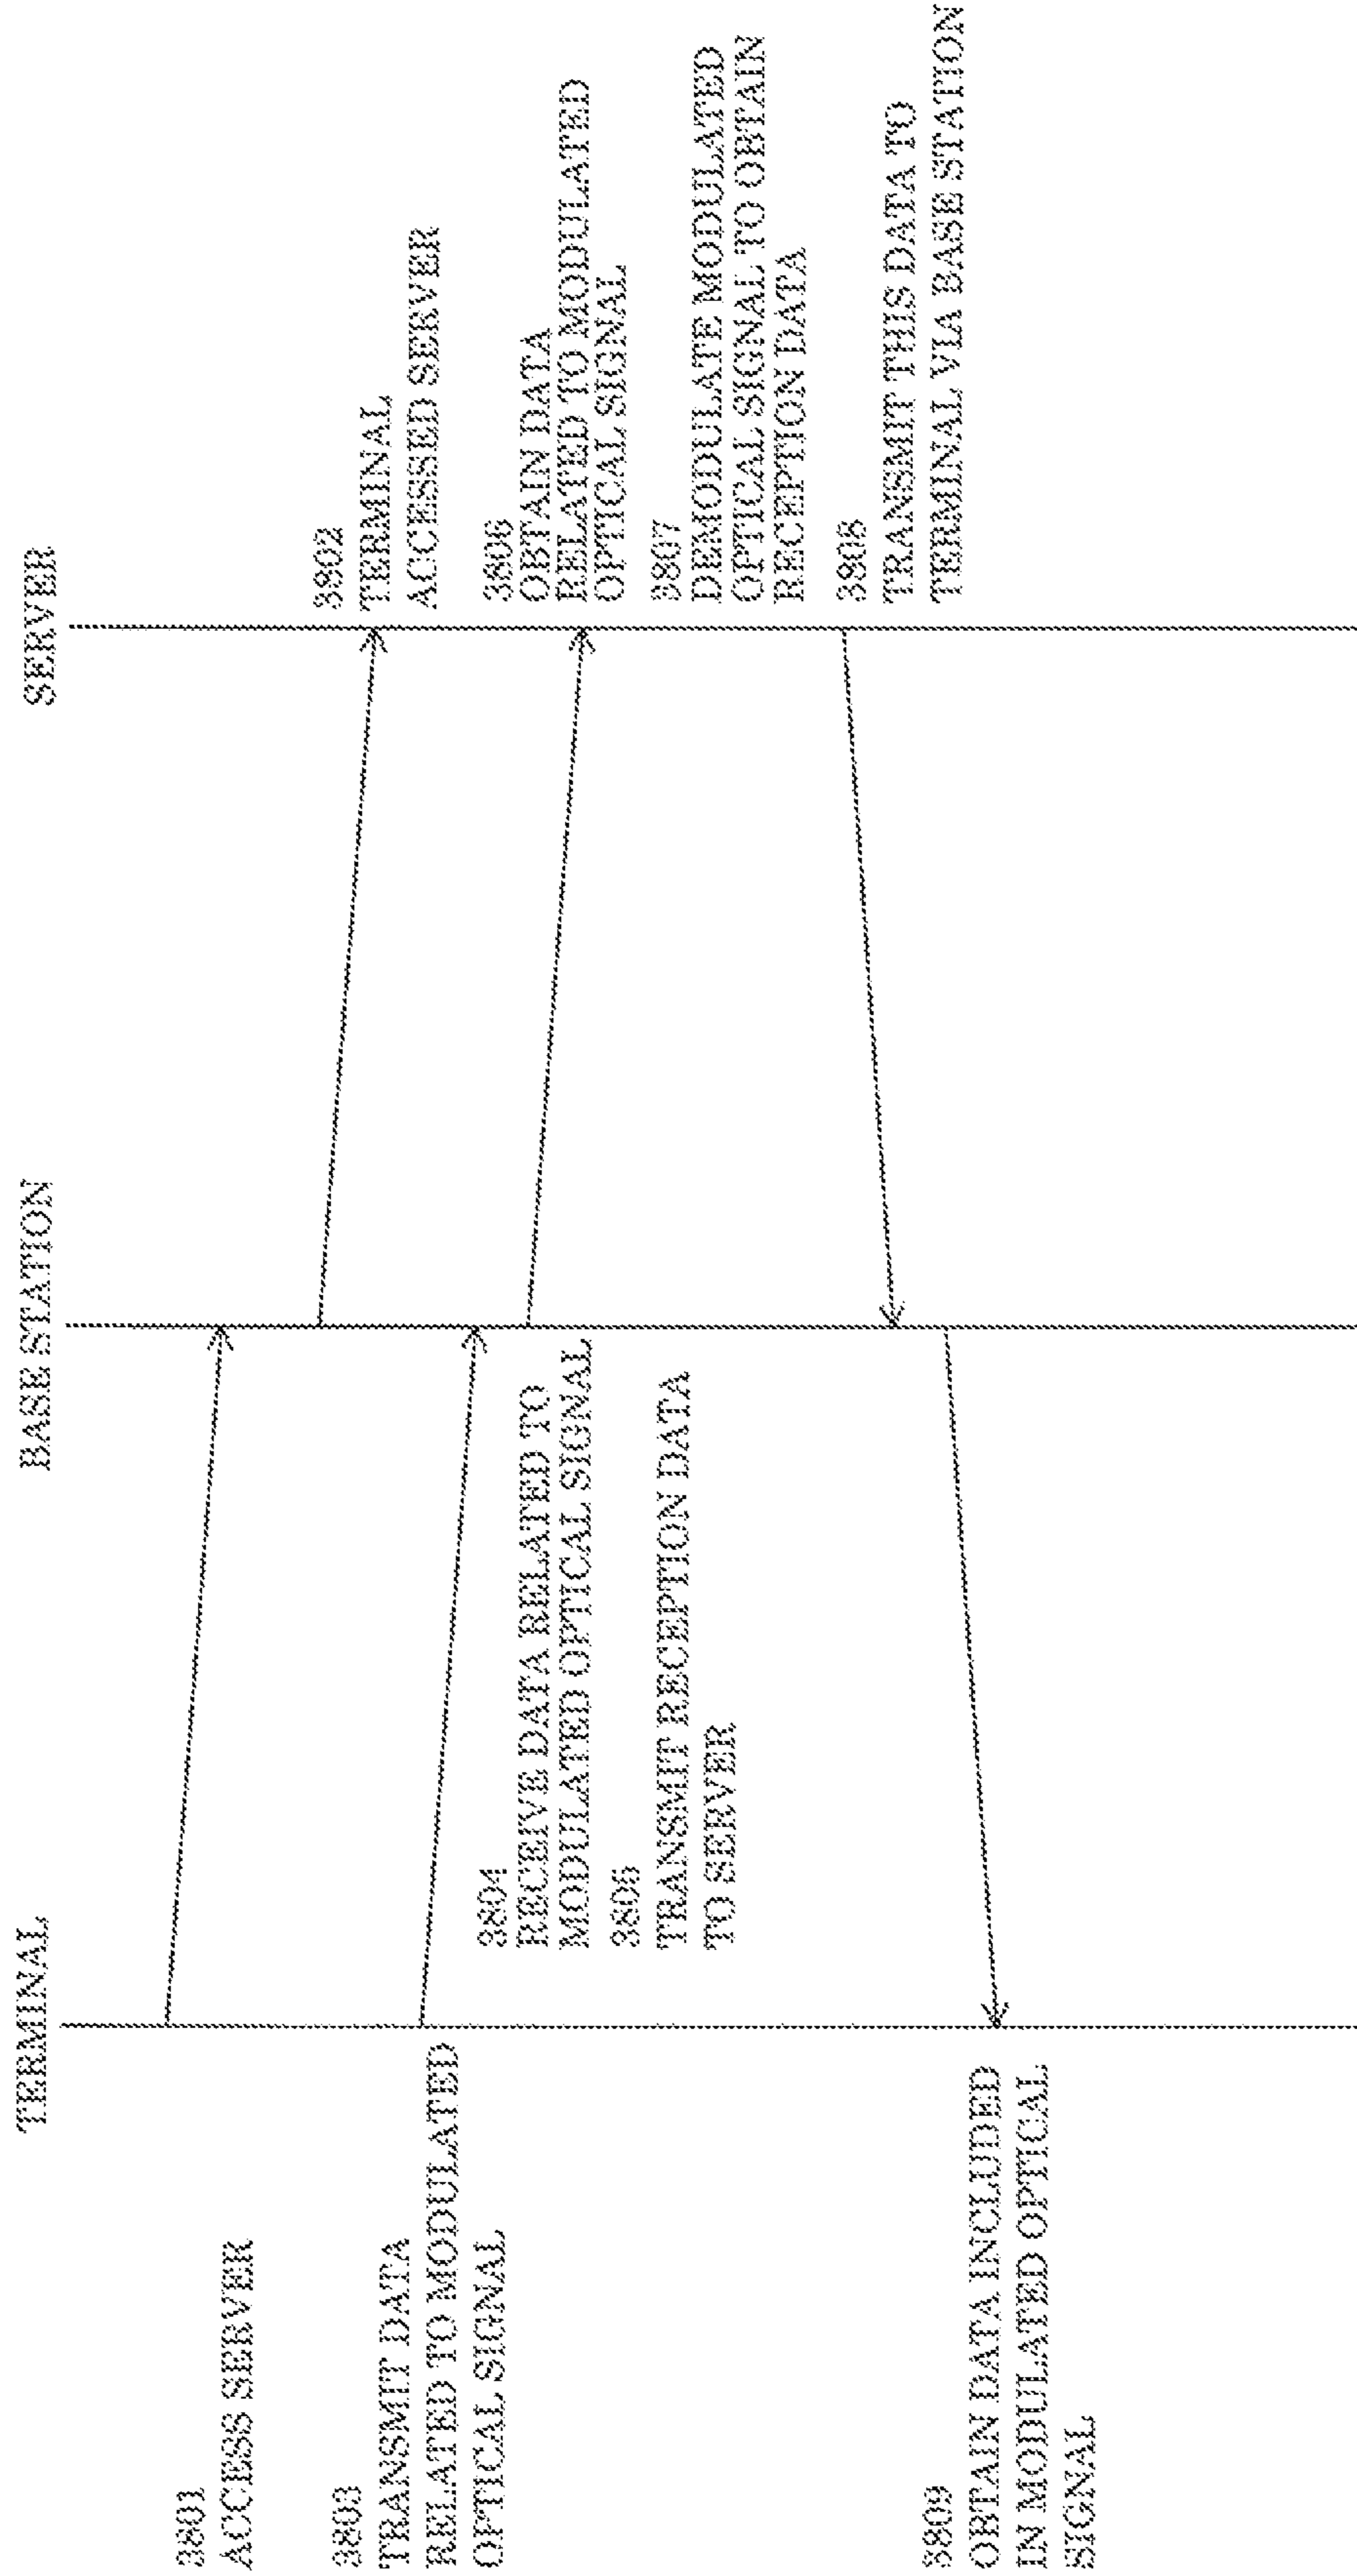 TERMINAL
BASE STATION
SERVER
3801
ACCESS SERVER
3802
TERMINAL
ACCESSED SERVER
3803
TRANSMIT DATA
RELATED TO MODULATED
OPTICAL SIGNAL
3804
RECEIVE DATA RELATED TO
MODULATED OPTICAL SIGNAL
3805
TRANSMIT RECEPTION DATA
TO SERVER
3806
OBTAIN DATA
RELATED TO MODULATED
OPTICAL SIGNAL
3807
DEMODULATE MODULATED
OPTICAL SIGNAL TO OBTAIN
RECEPTION DATA
3808
TRANSMIT THIS DATA TO
TERMINAL VIA BASE STATION
3809
OBTAIN DATA INCLUDED
IN MODULATED OPTICAL
SIGNAL